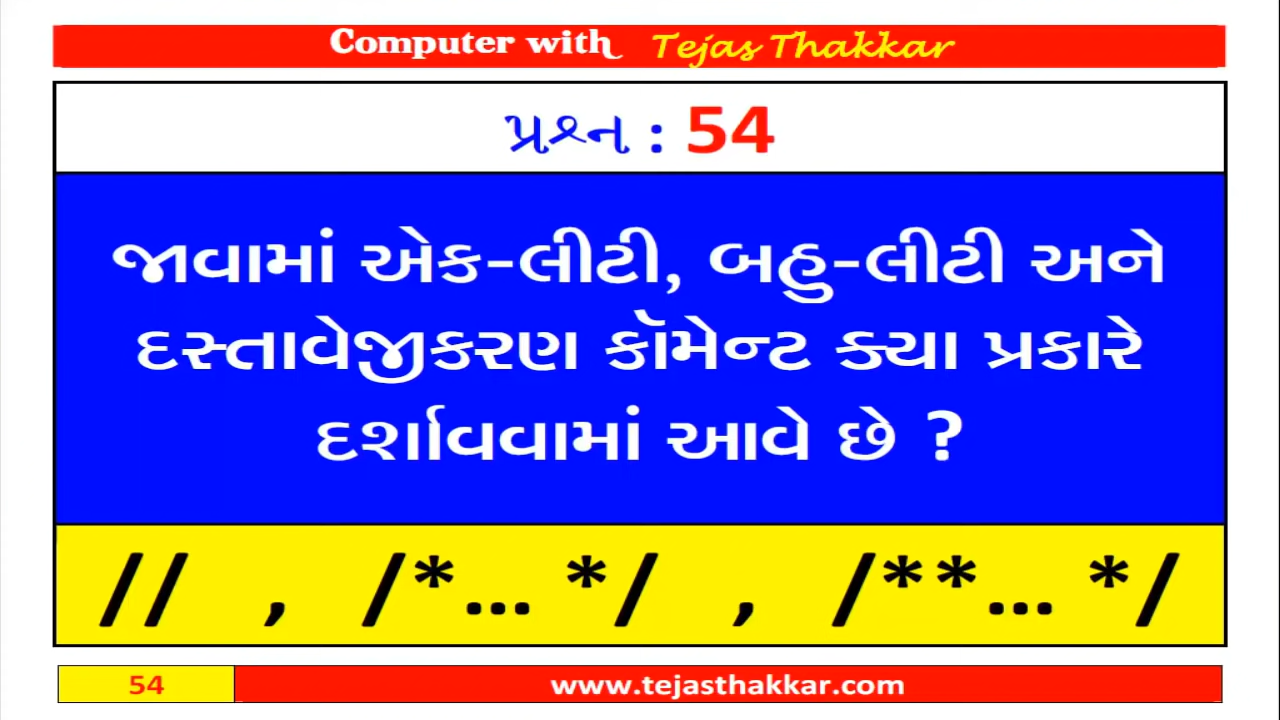 Computer with Tejas Thakkar
પ્રશ્ન : 54
જાવામાં એક-લીટી, બહુ-લીટી અને
દસ્તાવેજીકરણ કૉમેન્ટ ક્યા પ્રકારે
દર્શાવવામાં આવે છે ?
// , /*... */ , /**... */
54 www.tejasthakkar.com